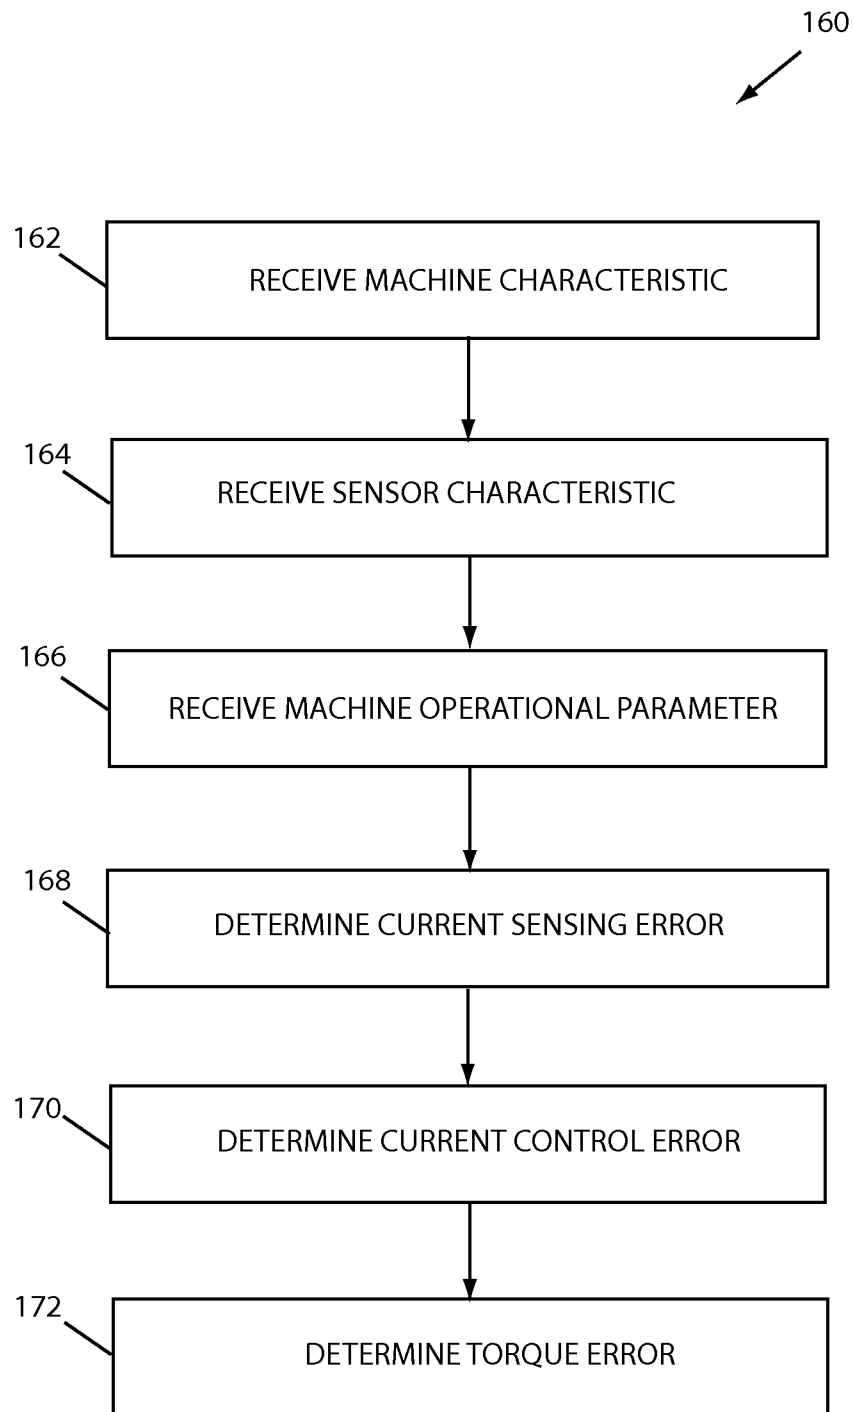 160
162
RECEIVE MACHINE CHARACTERISTIC
164
RECEIVE SENSOR CHARACTERISTIC
166
RECEIVE MACHINE OPERATIONAL PARAMETER
168
DETERMINE CURRENT SENSING ERROR
170
DETERMINE CURRENT CONTROL ERROR
172
DETERMINE TORQUE ERROR